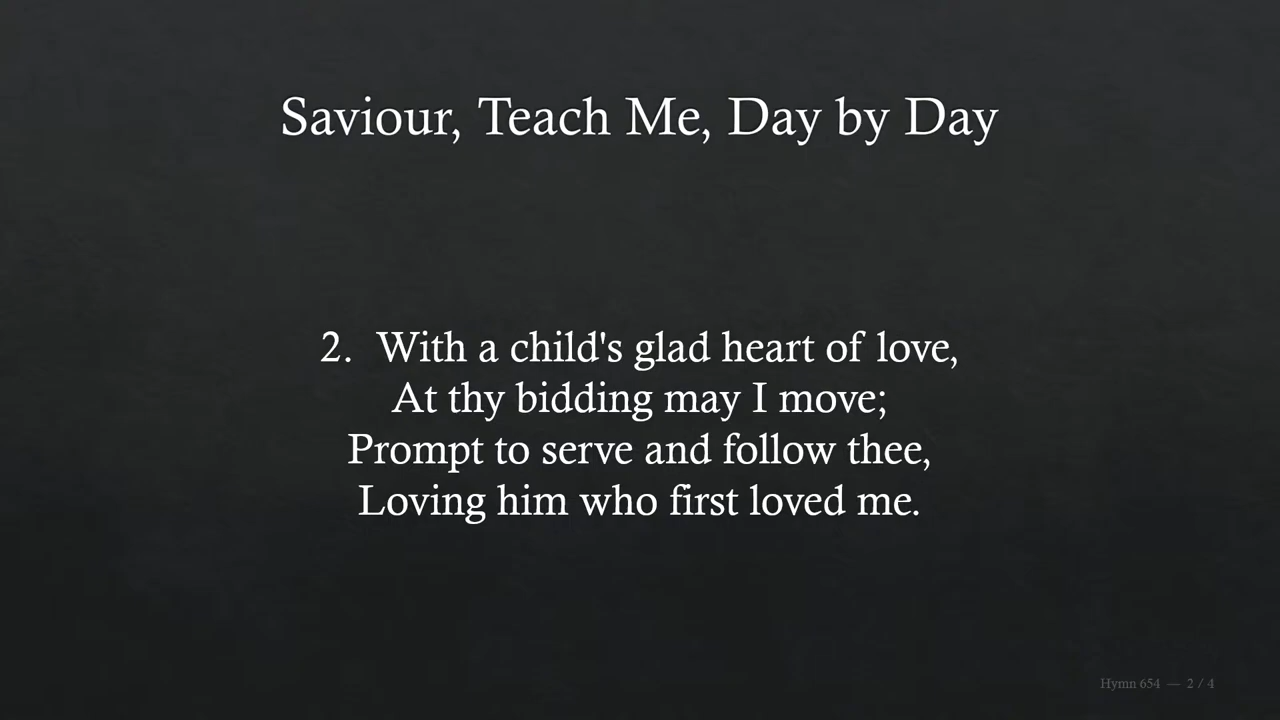 Saviour, Teach Me, Day by Day
2. With a child's glad heart of love,
At thy bidding may I move;
Prompt to serve and follow thee,
Loving him who first loved me.
Hymn 654 — 2 / 4